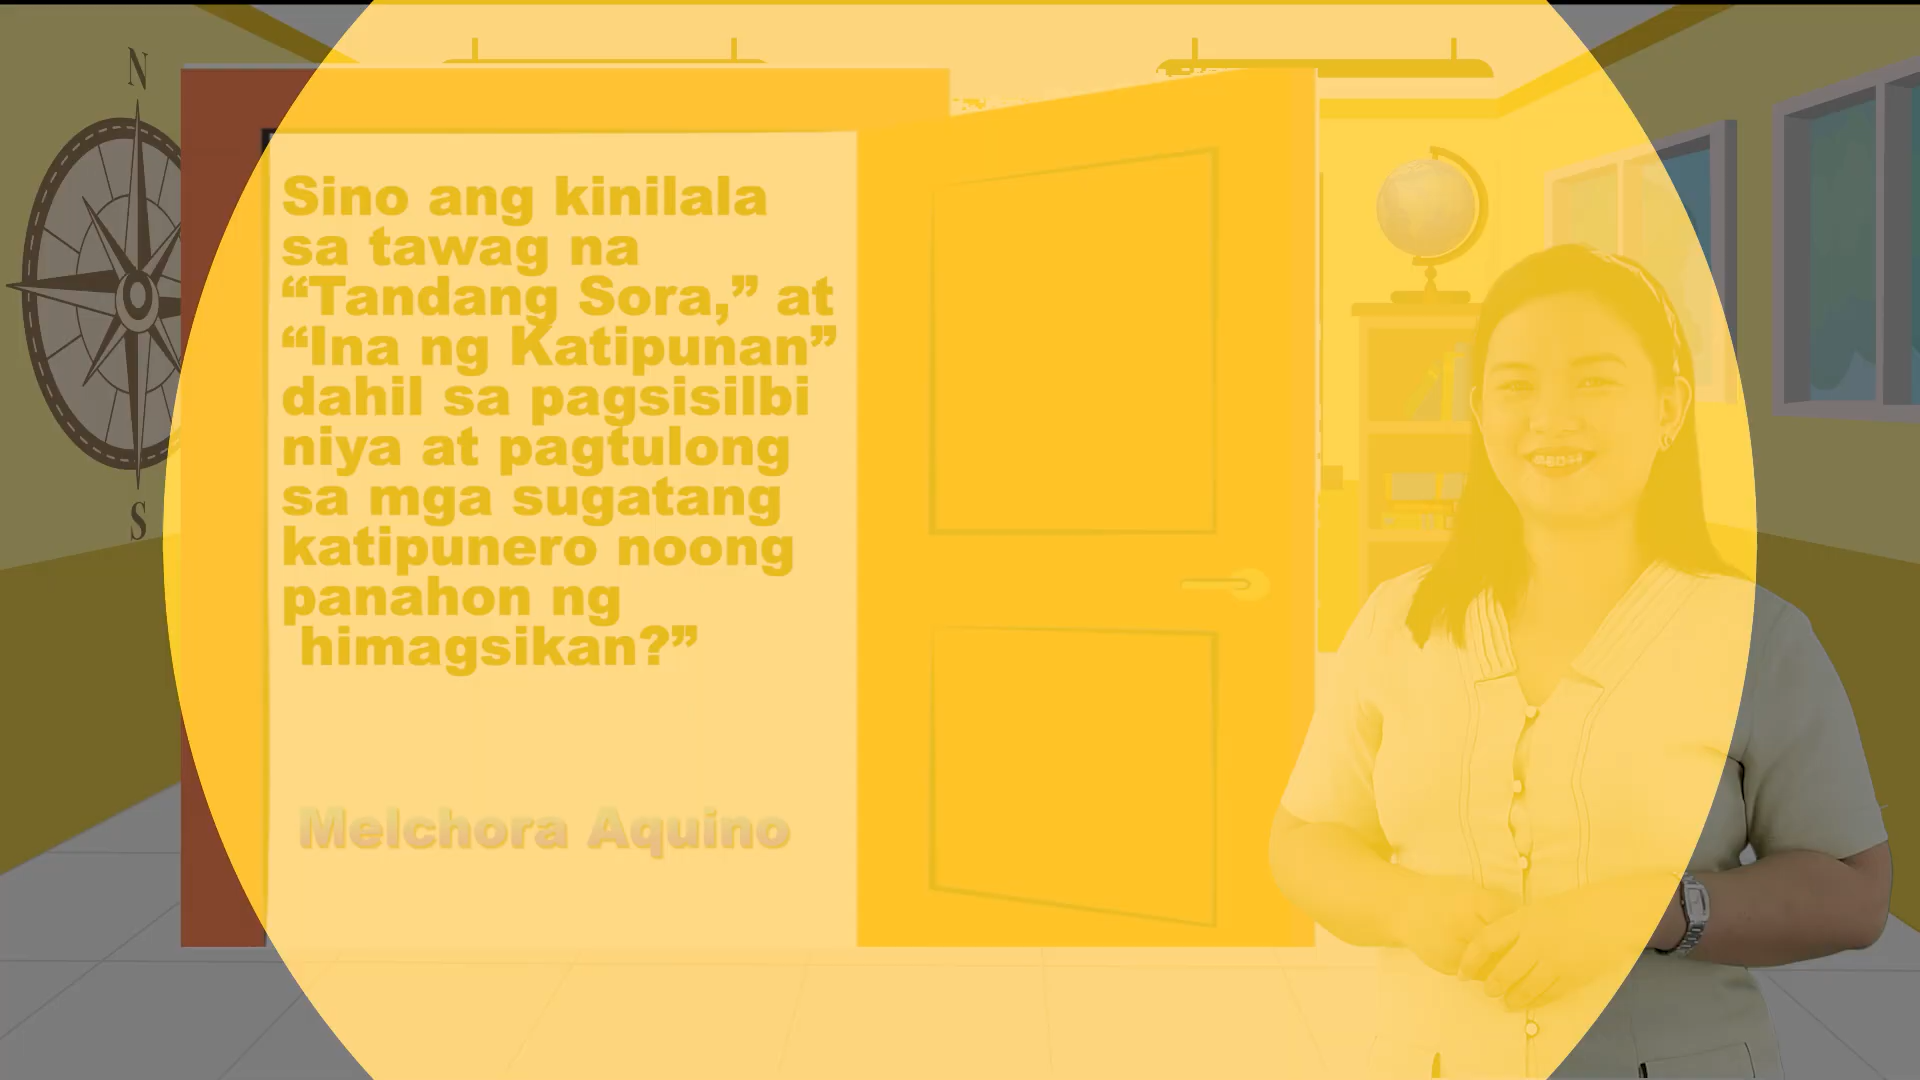 N
S
Sino ang kinilala
sa tawag na
“Tandang Sora,” at
“Ina ng Katipunan”
dahil sa pagsisilbi
niya at pagtulong
sa mga sugatang
katipunero noong
panahon ng
himagsikan?”
Melchora Aquino